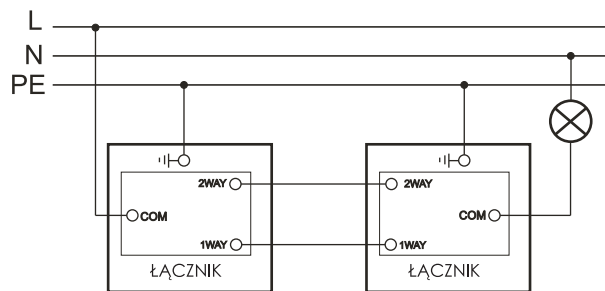 L
N
PE
2WAY 2WAY
COM COM
1WAY 1WAY
ŁĄCZNIK ŁĄCZNIK